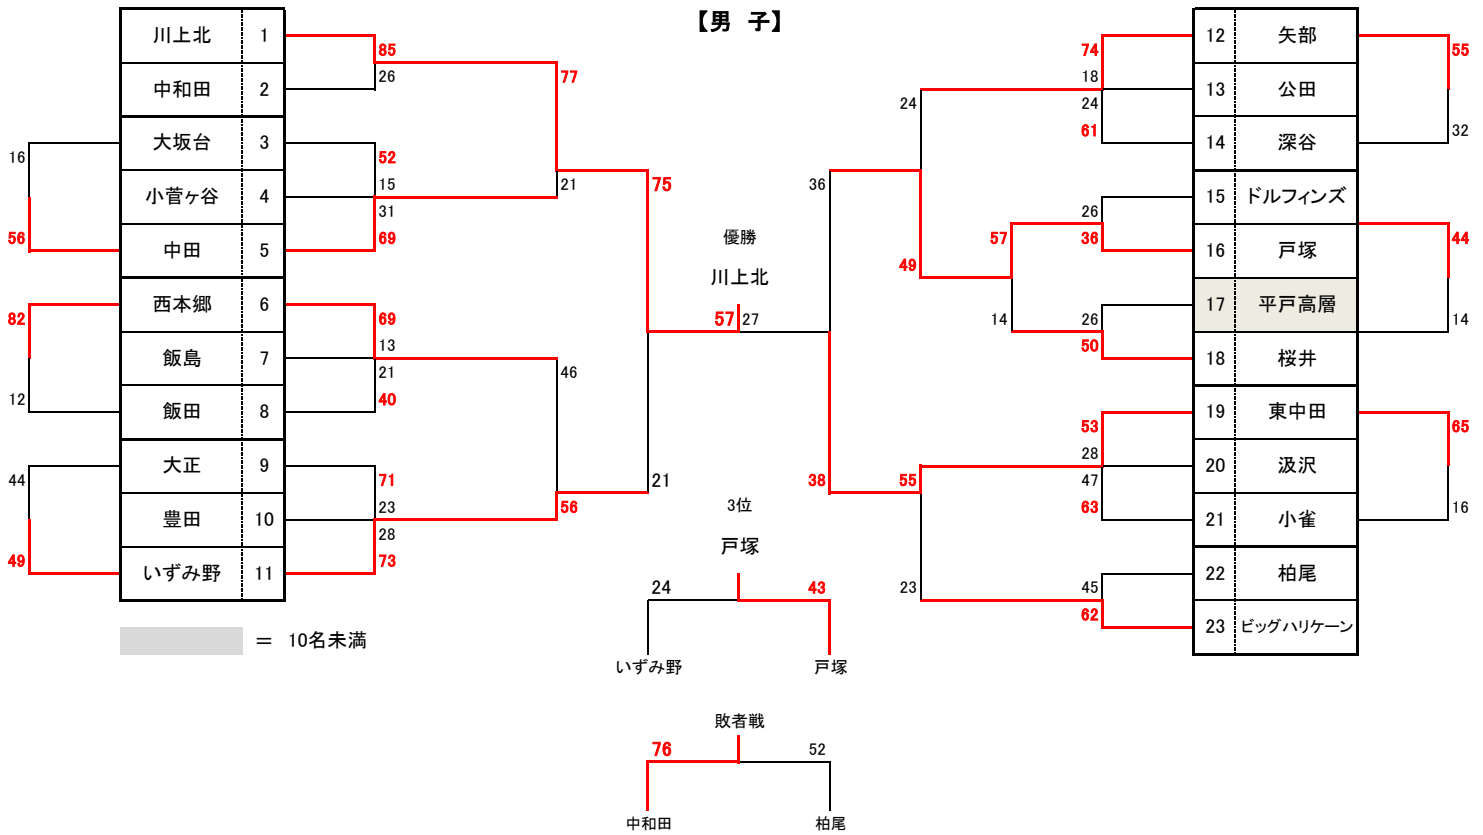 【男 子】
川上北 1
中和田 2
大坂台 3
小菅ヶ谷 4
中田 5
西本郷 6
飯島 7
飯田 8
大正 9
豊田 10
いずみ野 11
16
56
82
12
44
49
85
26
52
15
31
69
69
13
21
40
71
23
28
73
77
21
46
56
75
21
優勝
川上北
57 27
3位
戸塚
24 43
いずみ野 戸塚
敗者戦
76 52
中和田 柏尾
36
38
24
49
55
23
57
14
74
18
24
61
26
36
26
50
53
28
47
63
45
62
12 矢部
13 公田
14 深谷
15 ドルフィンズ
16 戸塚
17 平戸高層
18 桜井
19 東中田
20 汲沢
21 小雀
22 柏尾
23 ビッグハリケーン
55
32
44
14
65
16
＝ 10名未満